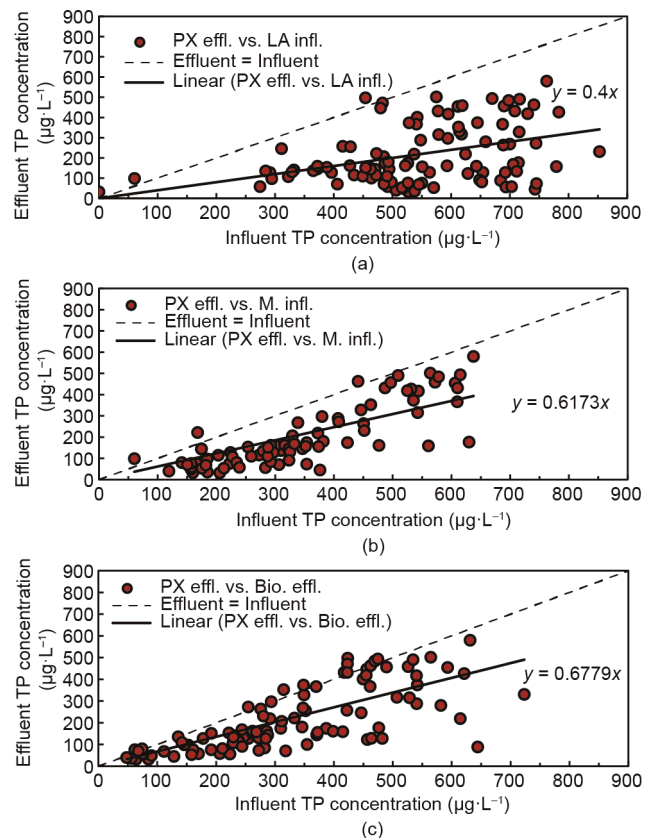 900
800
700
600
500
400
300
200
100
0
Effluent TP concentration
(µg·L⁻¹)
PX effl. vs. LA infl.
Effluent = Influent
Linear (PX effl. vs. LA infl.)
y = 0.4x
0 100 200 300 400 500 600 700 800 900
Influent TP concentration (µg·L⁻¹)
(a)
900
800
700
600
500
400
300
200
100
0
Effluent TP concentration
(µg·L⁻¹)
PX effl. vs. M. infl.
Effluent = Influent
Linear (PX effl. vs. M. infl.)
y = 0.6173x
0 100 200 300 400 500 600 700 800 900
Influent TP concentration (µg·L⁻¹)
(b)
900
800
700
600
500
400
300
200
100
0
Effluent TP concentration
(µg·L⁻¹)
PX effl. vs. Bio. effl.
Effluent = Influent
Linear (PX effl. vs. Bio. effl.)
y = 0.6779x
0 100 200 300 400 500 600 700 800 900
Influent TP concentration (µg·L⁻¹)
(c)